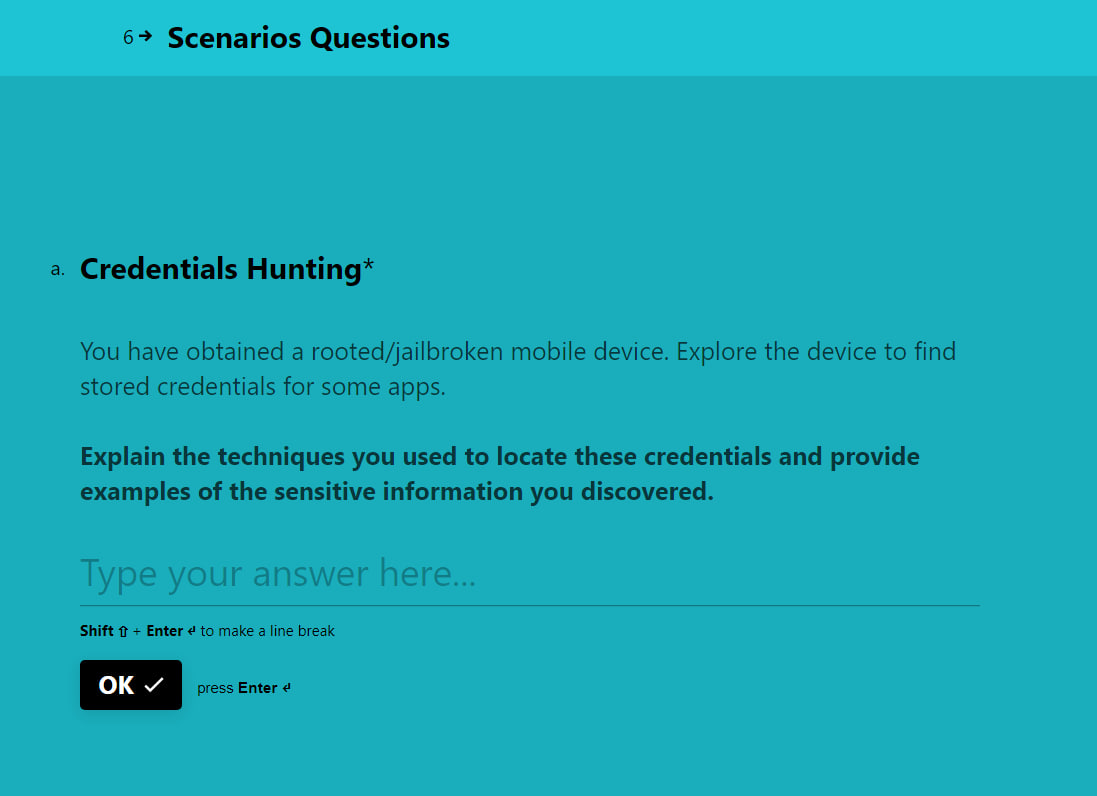 6→ Scenarios Questions
a. Credentials Hunting*
You have obtained a rooted/jailbroken mobile device. Explore the device to find
stored credentials for some apps.
Explain the techniques you used to locate these credentials and provide
examples of the sensitive information you discovered.
Type your answer here...
Shift ⇧ + Enter ↵ to make a line break
OK ✓ press Enter ↵